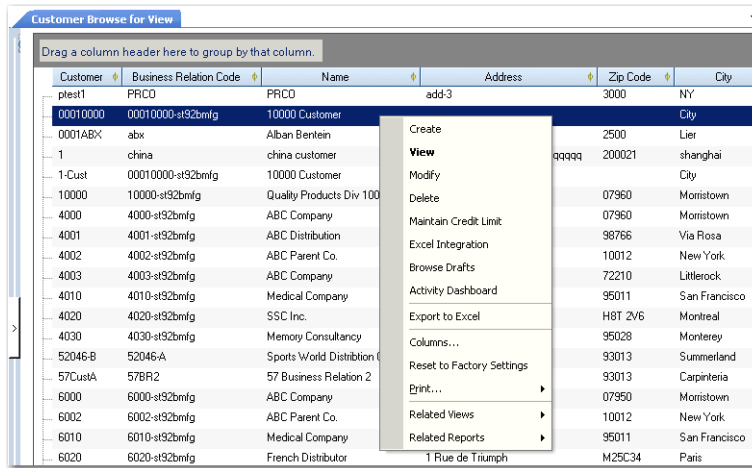 Customer Browse for View
Drag a column header here to group by that column.
Customer Business Relation Code Name Address Zip Code City
ptest1 PRCO PRCO add-3 3000 NY
00010000 00010000-st92bmfg 10000 Customer City
0001ABX abx Alban Bentein 2500 Lier
1 china china customer qqqqq 200021 shanghai
1-Cust 00010000-st92bmfg 10000 Customer City
10000 10000-st92bmfg Quality Products Div 100 07960 Morristown
4000 4000-st92bmfg ABC Company 07960 Morristown
4001 4001-st92bmfg ABC Distribution 98766 Via Rosa
4002 4002-st92bmfg ABC Parent Co. 10012 New York
4003 4003-st92bmfg ABC Company 72210 Littlerock
4010 4010-st92bmfg Medical Company 95011 San Francisco
4020 4020-st92bmfg SSC Inc. H8T 2V6 Montreal
4030 4030-st92bmfg Memory Consultancy 95028 Monterey
52046-B 52046-A Sports World Distribtion 93013 Summerland
57CustA 57BR2 57 Business Relation 2 93013 Carpinteria
6000 6000-st92bmfg ABC Company 07950 Morristown
6002 6002-st92bmfg ABC Parent Co. 10012 New York
6010 6010-st92bmfg Medical Company 95011 San Francisco
6020 6020-st92bmfg French Distributor 1 Rue de Triumph M25C34 Paris
Create
View
Modify
Delete
Maintain Credit Limit
Excel Integration
Browse Drafts
Activity Dashboard
Export to Excel
Columns...
Reset to Factory Settings
Print...
Related Views
Related Reports